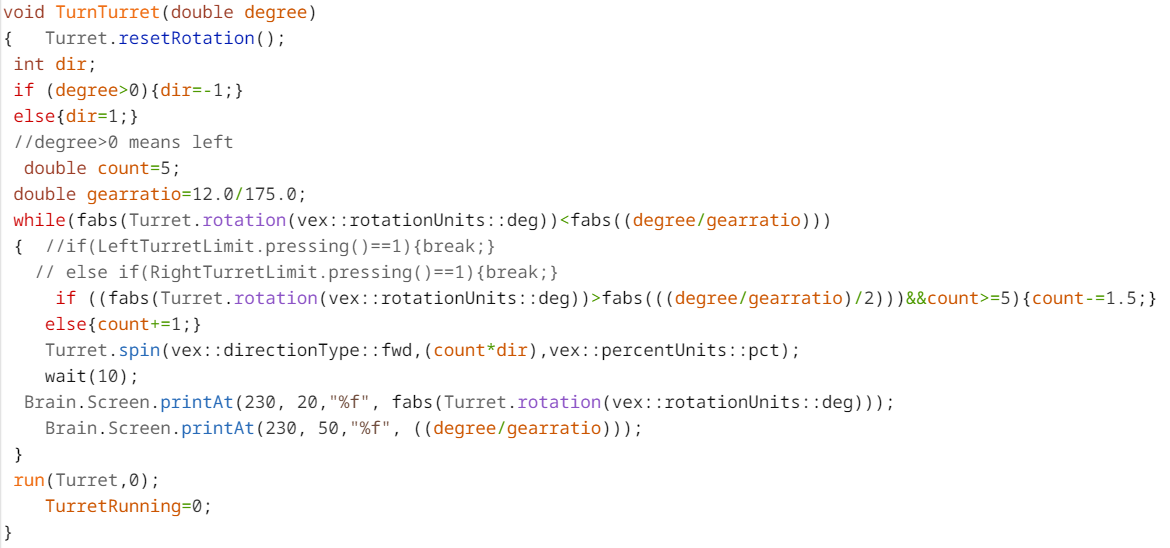 void TurnTurret(double degree)
{   Turret.resetRotation();
 int dir;
 if (degree>0){dir=-1;}
 else{dir=1;}
 //degree>0 means left
  double count=5;
 double gearratio=12.0/175.0;
 while(fabs(Turret.rotation(vex::rotationUnits::deg))<fabs((degree/gearratio)))
 {  //if(LeftTurretLimit.pressing()==1){break;}
   // else if(RightTurretLimit.pressing()==1){break;}
     if ((fabs(Turret.rotation(vex::rotationUnits::deg))>fabs(((degree/gearratio)/2)))&&count>=5){count-=1.5;}
    else{count+=1;}
    Turret.spin(vex::directionType::fwd,(count*dir),vex::percentUnits::pct);
    wait(10);
  Brain.Screen.printAt(230, 20,"%f", fabs(Turret.rotation(vex::rotationUnits::deg)));
    Brain.Screen.printAt(230, 50,"%f", ((degree/gearratio)));
 }
 run(Turret,0);
    TurretRunning=0;
}